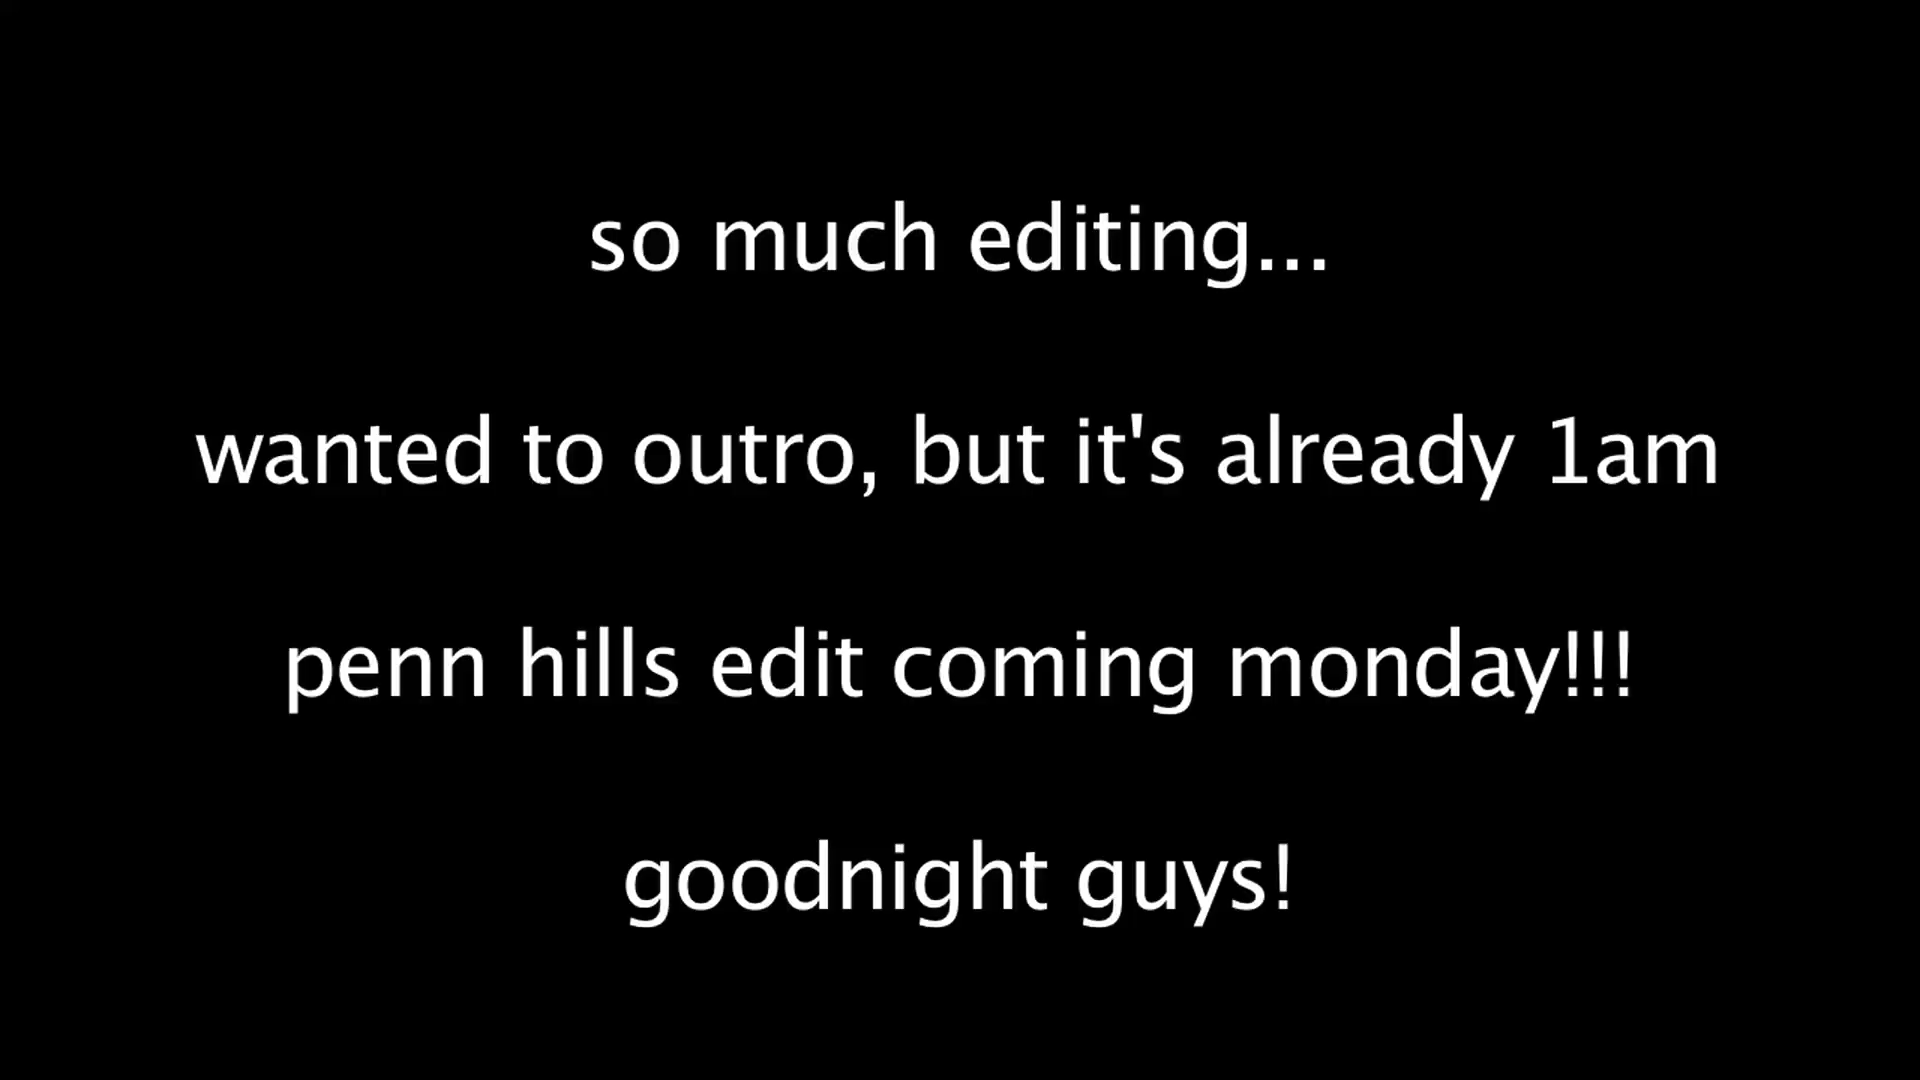 so much editing...
wanted to outro, but it's already 1am
penn hills edit coming monday!!!
goodnight guys!